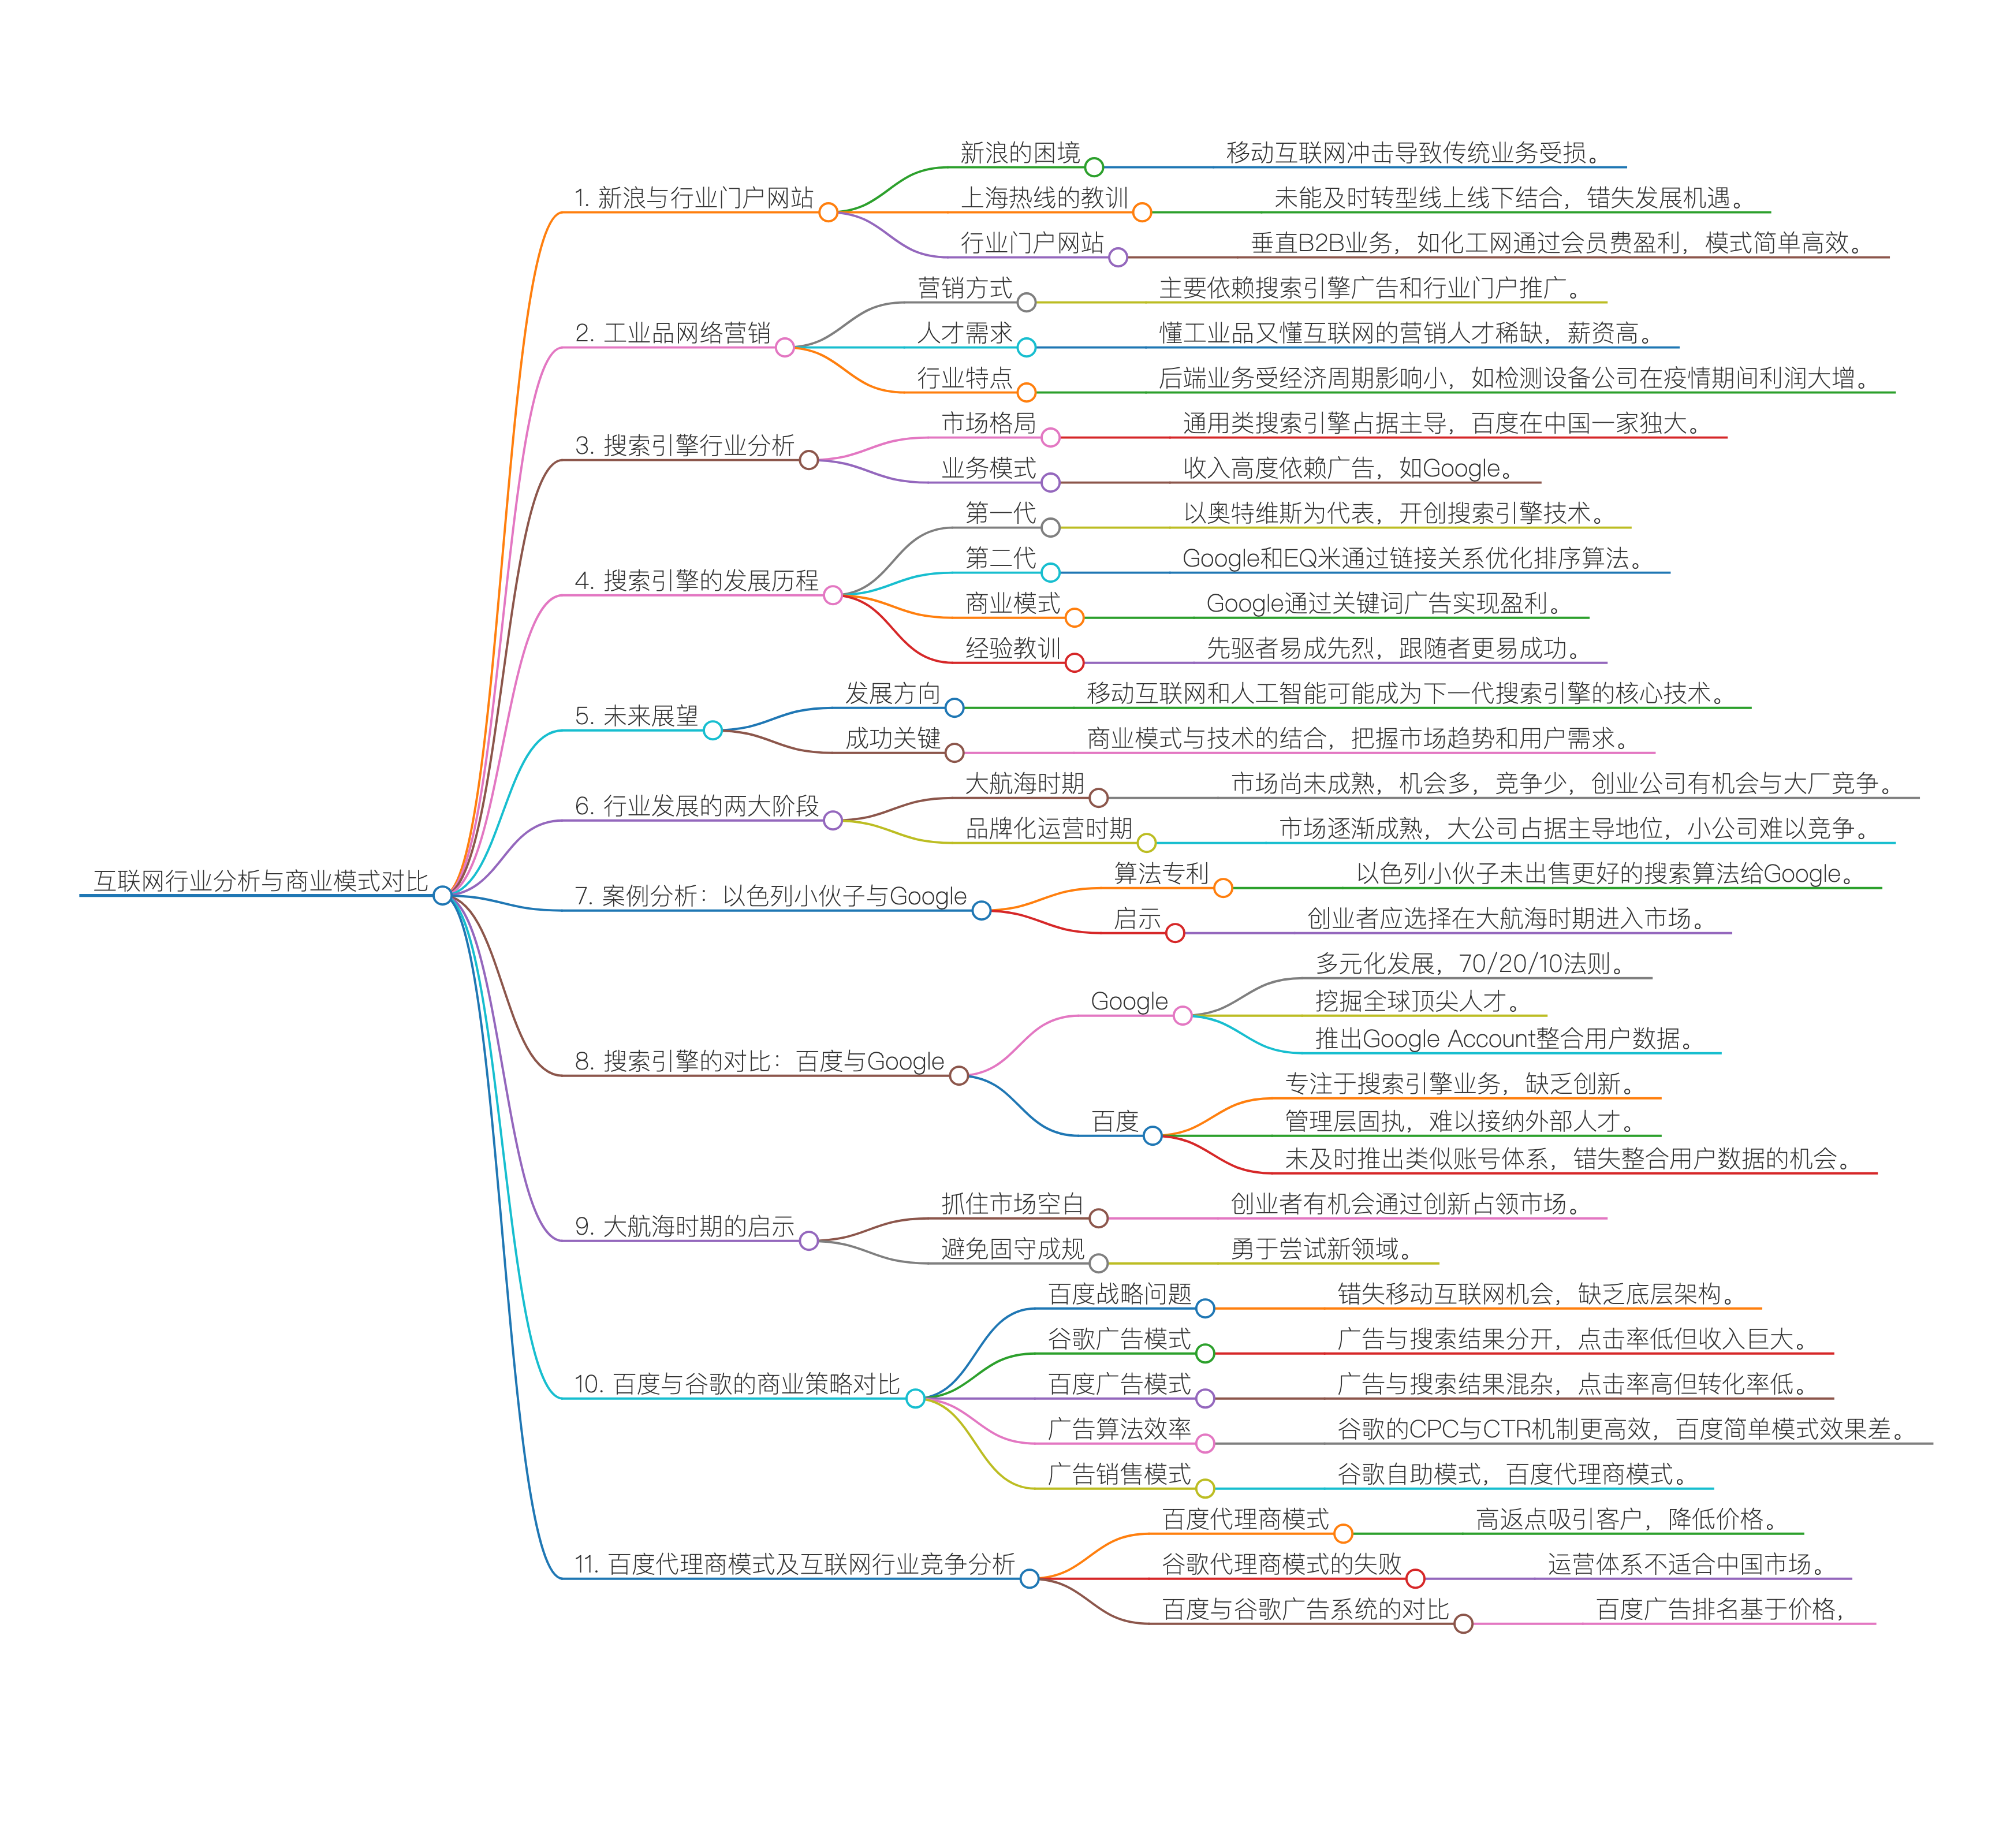 互联网行业分析与商业模式对比
1. 新浪与行业门户网站
新浪的困境
移动互联网冲击导致传统业务受损。
上海热线的教训
未能及时转型线上线下结合，错失发展机遇。
行业门户网站
垂直B2B业务，如化工网通过会员费盈利，模式简单高效。
2. 工业品网络营销
营销方式
主要依赖搜索引擎广告和行业门户推广。
人才需求
懂工业品又懂互联网的营销人才稀缺，薪资高。
行业特点
后端业务受经济周期影响小，如检测设备公司在疫情期间利润大增。
3. 搜索引擎行业分析
市场格局
通用类搜索引擎占据主导，百度在中国一家独大。
业务模式
收入高度依赖广告，如Google。
4. 搜索引擎的发展历程
第一代
以奥特维斯为代表，开创搜索引擎技术。
第二代
Google和EQ米通过链接关系优化排序算法。
商业模式
Google通过关键词广告实现盈利。
经验教训
先驱者易成先烈，跟随者更易成功。
5. 未来展望
发展方向
移动互联网和人工智能可能成为下一代搜索引擎的核心技术。
成功关键
商业模式与技术的结合，把握市场趋势和用户需求。
6. 行业发展的两大阶段
大航海时期
市场尚未成熟，机会多，竞争少，创业公司有机会与大厂竞争。
品牌化运营时期
市场逐渐成熟，大公司占据主导地位，小公司难以竞争。
7. 案例分析：以色列小伙子与Google
算法专利
以色列小伙子未出售更好的搜索算法给Google。
启示
创业者应选择在大航海时期进入市场。
8. 搜索引擎的对比：百度与Google
Google
多元化发展，70/20/10法则。
挖掘全球顶尖人才。
推出Google Account整合用户数据。
百度
专注于搜索引擎业务，缺乏创新。
管理层固执，难以接纳外部人才。
未及时推出类似账号体系，错失整合用户数据的机会。
9. 大航海时期的启示
抓住市场空白
创业者有机会通过创新占领市场。
避免固守成规
勇于尝试新领域。
10. 百度与谷歌的商业策略对比
百度战略问题
错失移动互联网机会，缺乏底层架构。
谷歌广告模式
广告与搜索结果分开，点击率低但收入巨大。
百度广告模式
广告与搜索结果混杂，点击率高但转化率低。
广告算法效率
谷歌的CPC与CTR机制更高效，百度简单模式效果差。
广告销售模式
谷歌自助模式，百度代理商模式。
11. 百度代理商模式及互联网行业竞争分析
百度代理商模式
高返点吸引客户，降低价格。
谷歌代理商模式的失败
运营体系不适合中国市场。
百度与谷歌广告系统的对比
百度广告排名基于价格，